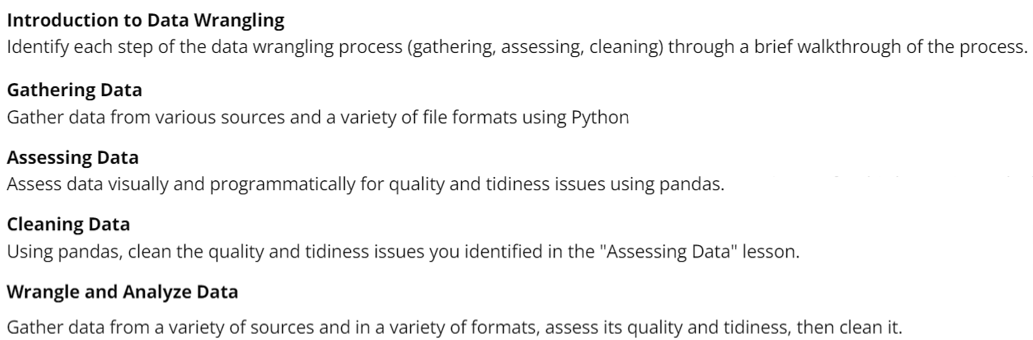 Introduction to Data Wrangling
Identify each step of the data wrangling process (gathering, assessing, cleaning) through a brief walkthrough of the process.
Gathering Data
Gather data from various sources and a variety of file formats using Python
Assessing Data
Assess data visually and programmatically for quality and tidiness issues using pandas.
Cleaning Data
Using pandas, clean the quality and tidiness issues you identified in the "Assessing Data" lesson.
Wrangle and Analyze Data
Gather data from a variety of sources and in a variety of formats, assess its quality and tidiness, then clean it.